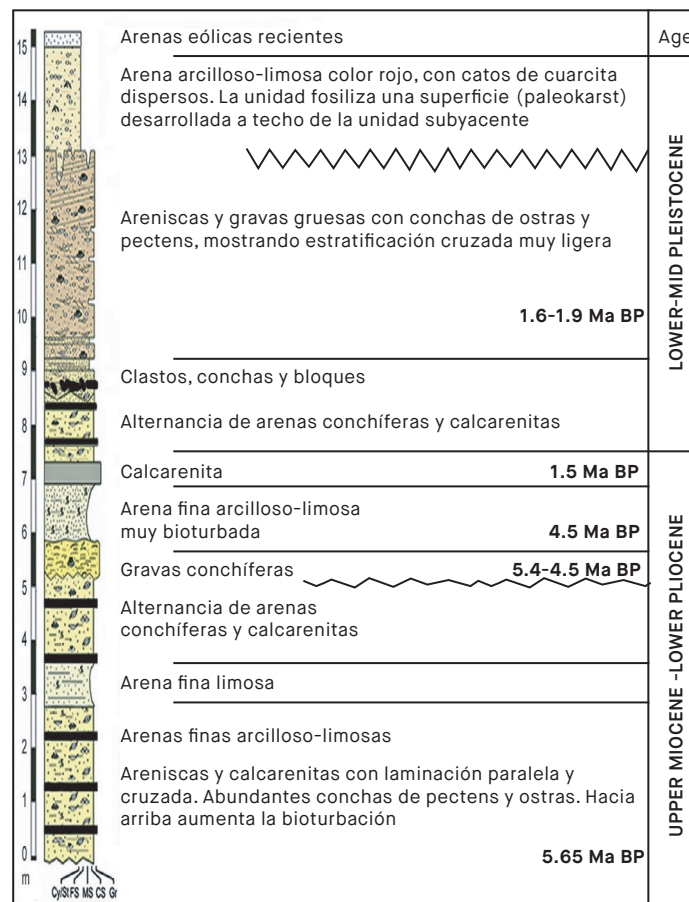 Arenas eólicas recientes
Age
Arena arcilloso-limosa color rojo, con catos de cuarcita
dispersos. La unidad fosiliza una superficie (paleokarst)
desarrollada a techo de la unidad subyacente
Areniscas y gravas gruesas con conchas de ostras y
pectens, mostrando estratificación cruzada muy ligera
1.6-1.9 Ma BP
LOWER-MID PLEISTOCENE
Clastos, conchas y bloques
Alternancia de arenas conchíferas y calcarenitas
Calcarenita
1.5 Ma BP
Arena fina arcilloso-limosa
muy bioturbada
4.5 Ma BP
Gravas conchíferas
5.4-4.5 Ma BP
Alternancia de arenas
conchíferas y calcarenitas
Arena fina limosa
Arenas finas arcilloso-limosas
Areniscas y calcarenitas con laminación paralela y
cruzada. Abundantes conchas de pectens y ostras. Hacia
arriba aumenta la bioturbación
5.65 Ma BP
UPPER MIOCENE -LOWER PLIOCENE
15
14
13
12
11
10
9
8
7
6
5
4
3
2
1
0
m
Cy/St FS MS CS Gr